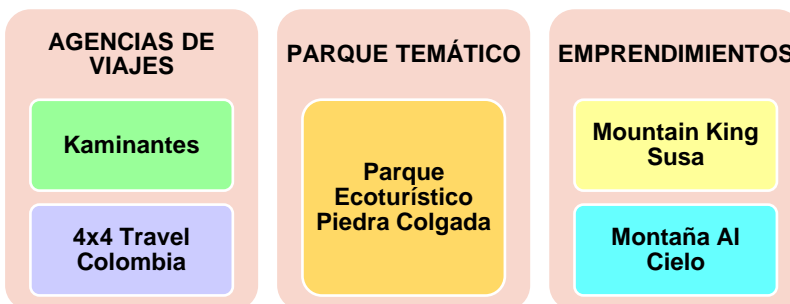 AGENCIAS DE
VIAJES
Kaminantes
4x4 Travel
Colombia
PARQUE TEMÁTICO
Parque
Ecoturístico
Piedra Colgada
EMPRENDIMIENTOS
Mountain King
Susa
Montaña Al
Cielo